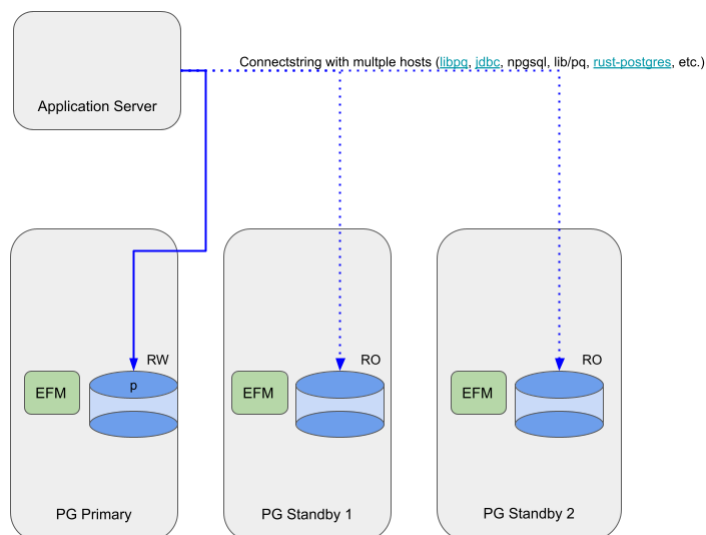 Connectstring with multple hosts (libpq, jdbc, npgsql, lib/pq, rust-postgres, etc.)
Application Server
RW
RO
RO
p
EFM
EFM
EFM
PG Primary
PG Standby 1
PG Standby 2